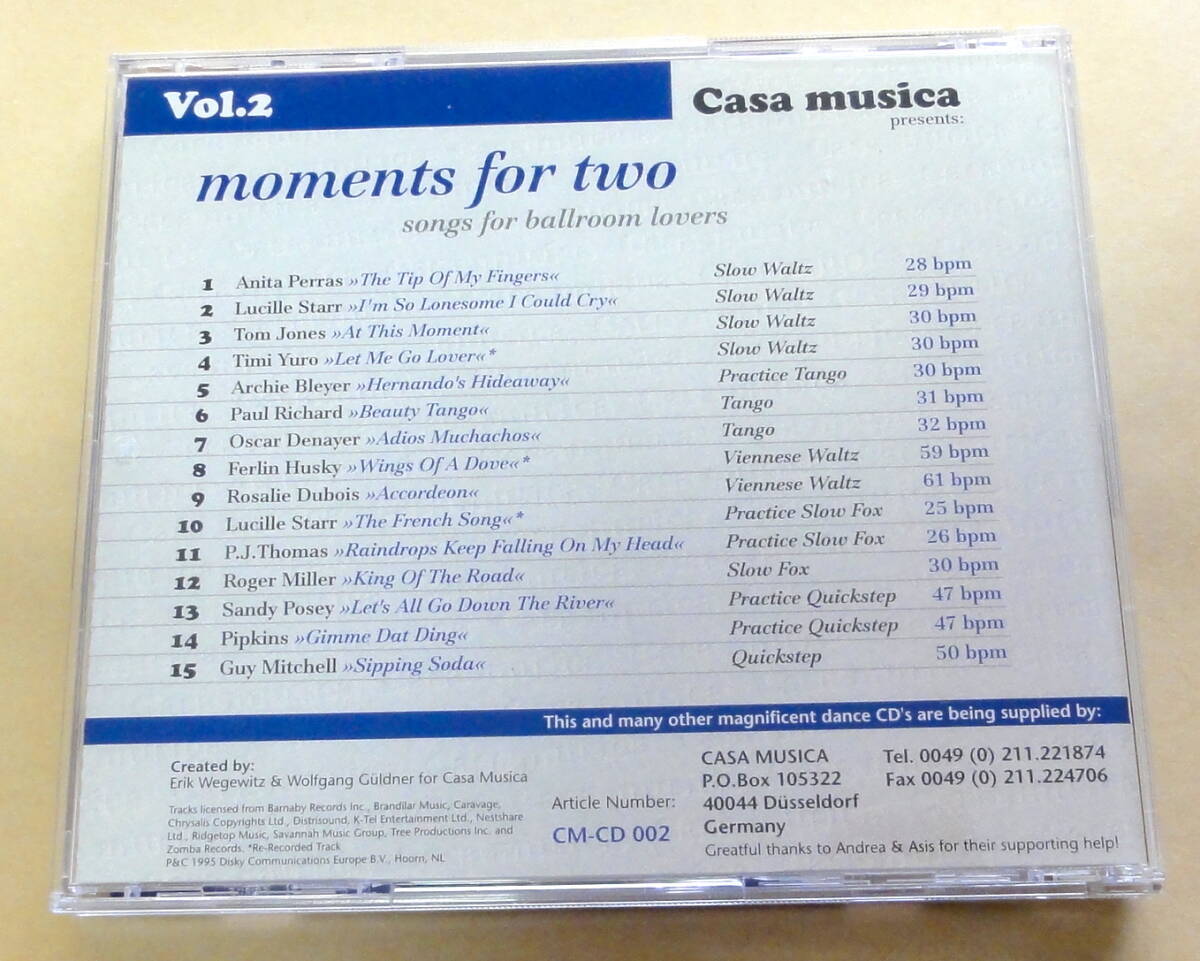 Vol.2
Casa musica
presents:
moments for two
songs for ballroom lovers
1 Anita Perras »The Tip Of My Fingers« Slow Waltz 28 bpm
2 Lucille Starr »I'm So Lonesome I Could Cry« Slow Waltz 29 bpm
3 Tom Jones »At This Moment« Slow Waltz 30 bpm
4 Timi Yuro »Let Me Go Lover«* Slow Waltz 30 bpm
5 Archie Bleyer »Hernando's Hideaway« Practice Tango 30 bpm
6 Paul Richard »Beauty Tango« Tango 31 bpm
7 Oscar Denayer »Adios Muchachos« Tango 32 bpm
8 Ferlin Husky »Wings Of A Dove«* Viennese Waltz 59 bpm
9 Rosalie Dubois »Accordeon« Viennese Waltz 61 bpm
10 Lucille Starr »The French Song«* Practice Slow Fox 25 bpm
11 P.J.Thomas »Raindrops Keep Falling On My Head« Practice Slow Fox 26 bpm
12 Roger Miller »King Of The Road« Slow Fox 30 bpm
13 Sandy Posey »Let's All Go Down The River« Practice Quickstep 47 bpm
14 Pipkins »Gimme Dat Ding« Practice Quickstep 47 bpm
15 Guy Mitchell »Sipping Soda« Quickstep 50 bpm
This and many other magnificent dance CD's are being supplied by:
Created by:
Erik Wegewitz & Wolfgang Güldner for Casa Musica
Tracks licensed from Barnaby Records Inc., Brandilar Music, Caravage,
Chrysalis Copyrights Ltd., Distrisound, K-Tel Entertainment Ltd., Nestshare
Ltd., Ridgetop Music, Savannah Music Group, Tree Productions Inc. and
Zomba Records. *Re-Recorded Track
P&C 1995 Disky Communications Europe B.V., Hoorn, NL
Article Number:
CM-CD 002
CASA MUSICA Tel. 0049 (0) 211.221874
P.O.Box 105322 Fax 0049 (0) 211.224706
40044 Düsseldorf
Germany
Greatful thanks to Andrea & Asis for their supporting help!